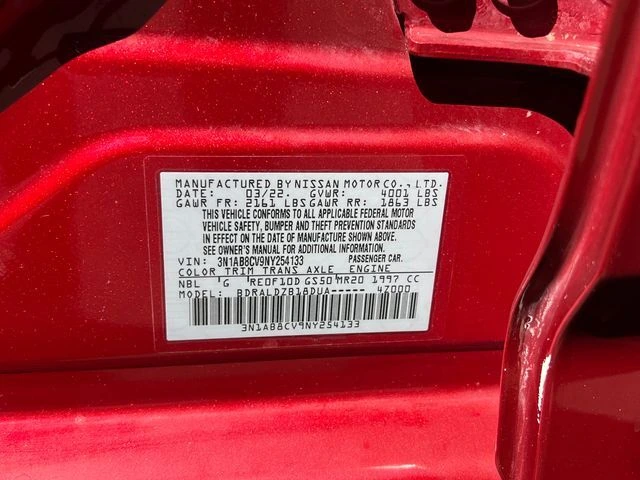 MANUFACTURED BY NISSAN MOTOR CO., LTD.
DATE: 03/22. GVWR: 4001 LBS
GAWR FR: 2161 LBS GAWR RR: 1863 LBS
THIS VEHICLE CONFORMS TO ALL APPLICABLE FEDERAL MOTOR
VEHICLE SAFETY, BUMPER AND THEFT PREVENTION STANDARDS
IN EFFECT ON THE DATE OF MANUFACTURE SHOWN ABOVE.
SEE OWNER'S MANUAL FOR ADDITIONAL INFORMATION
VIN: 3N1AB8CV9NY254133 PASSENGER CAR.
COLOR TRIM TRANS AXLE ENGINE
NBL 'G 'RE0F10D GS50'MR20 1997 CC
MODEL: BDRALDZB18DUA----- 47000
3N1AB8CV9NY254133